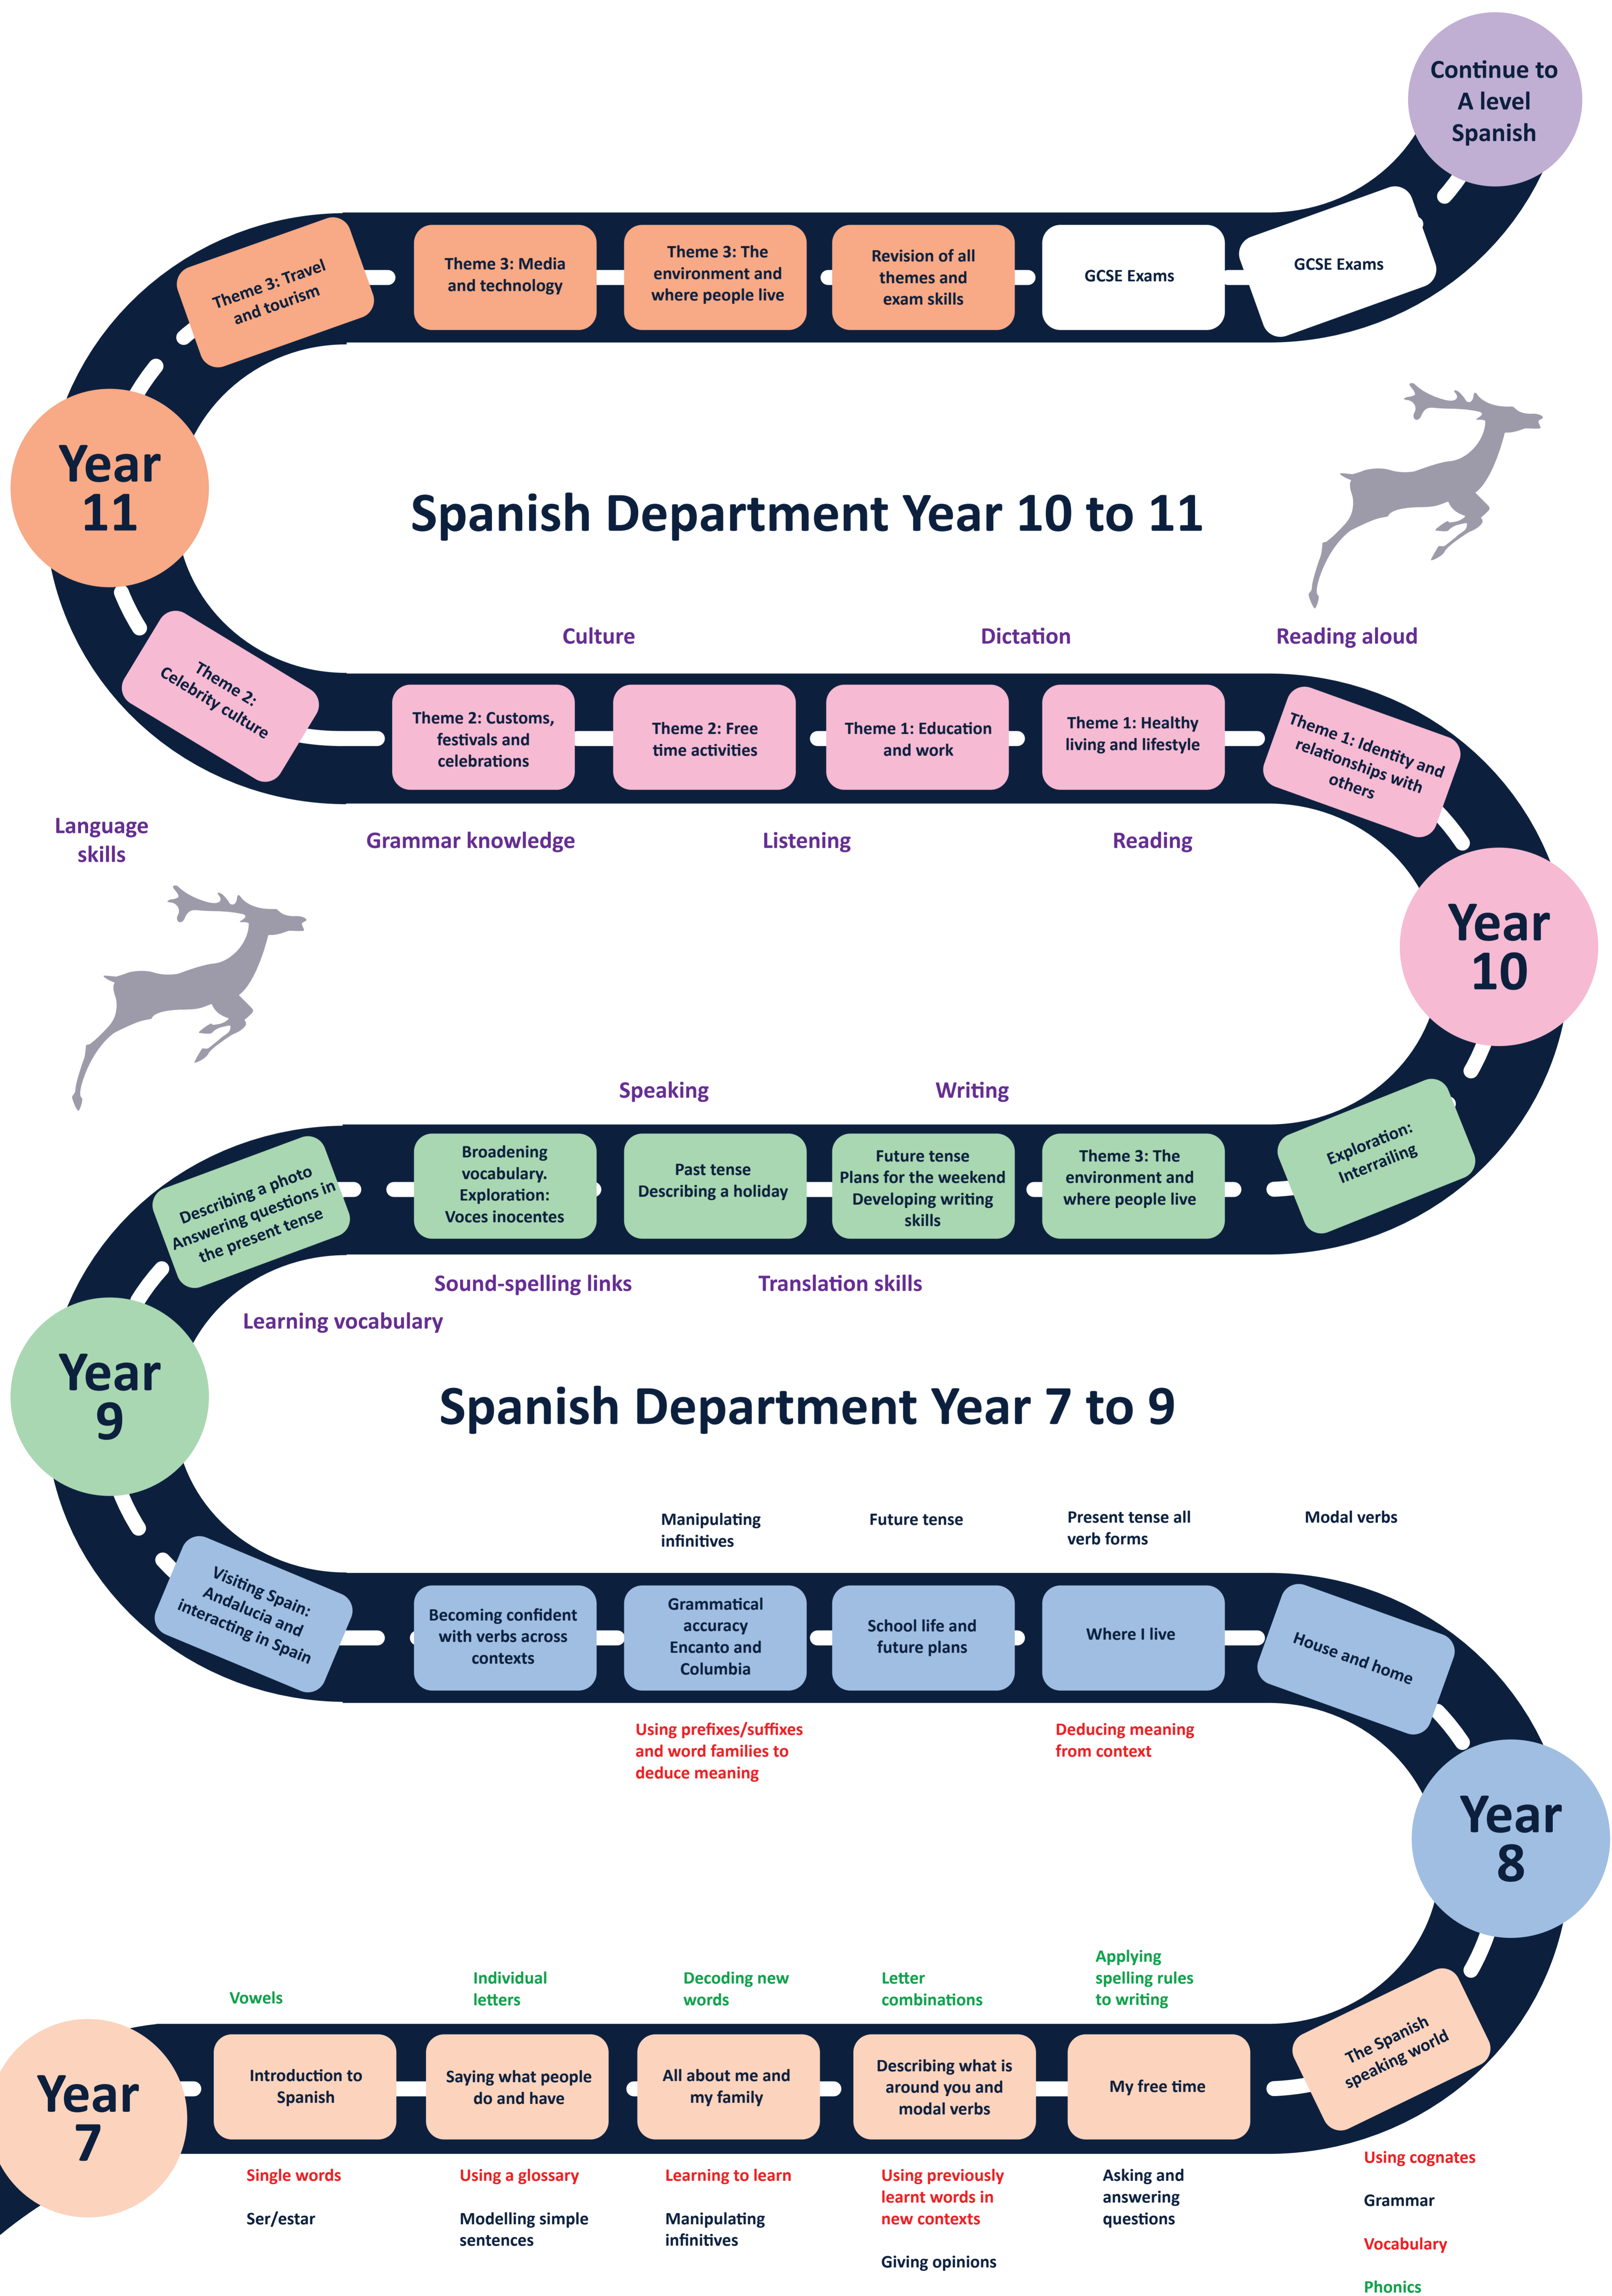 Continue to
A level
Spanish
Theme 3: Travel
and tourism
Theme 3: Media
and technology
Theme 3: The
environment and
where people live
Revision of all
themes and
exam skills
GCSE Exams
GCSE Exams
Year
11
Spanish Department Year 10 to 11
Culture
Dictation
Reading aloud
Theme 2:
Celebrity culture
Theme 2: Customs,
festivals and
celebrations
Theme 2: Free
time activities
Theme 1: Education
and work
Theme 1: Healthy
living and lifestyle
Theme 1: Identity and
relationships with
others
Language
skills
Grammar knowledge
Listening
Reading
Year
10
Speaking
Writing
Describing a photo
Answering questions in
the present tense
Broadening
vocabulary.
Exploration:
Voces inocentes
Past tense
Describing a holiday
Future tense
Plans for the weekend
Developing writing
skills
Theme 3: The
environment and
where people live
Exploration:
Interrailing
Sound-spelling links
Translation skills
Learning vocabulary
Year
9
Spanish Department Year 7 to 9
Manipulating
infinitives
Future tense
Present tense all
verb forms
Modal verbs
Visiting Spain:
Andalucia and
interacting in Spain
Becoming confident
with verbs across
contexts
Grammatical
accuracy
Encanto and
Columbia
School life and
future plans
Where I live
House and home
Using prefixes/suffixes
and word families to
deduce meaning
Deducing meaning
from context
Year
8
Vowels
Individual
letters
Decoding new
words
Letter
combinations
Applying
spelling rules
to writing
Year
7
Introduction to
Spanish
Saying what people
do and have
All about me and
my family
Describing what is
around you and
modal verbs
My free time
The Spanish
speaking world
Single words
Ser/estar
Using a glossary
Modelling simple
sentences
Learning to learn
Manipulating
infinitives
Using previously
learnt words in
new contexts
Giving opinions
Asking and
answering
questions
Using cognates
Grammar
Vocabulary
Phonics